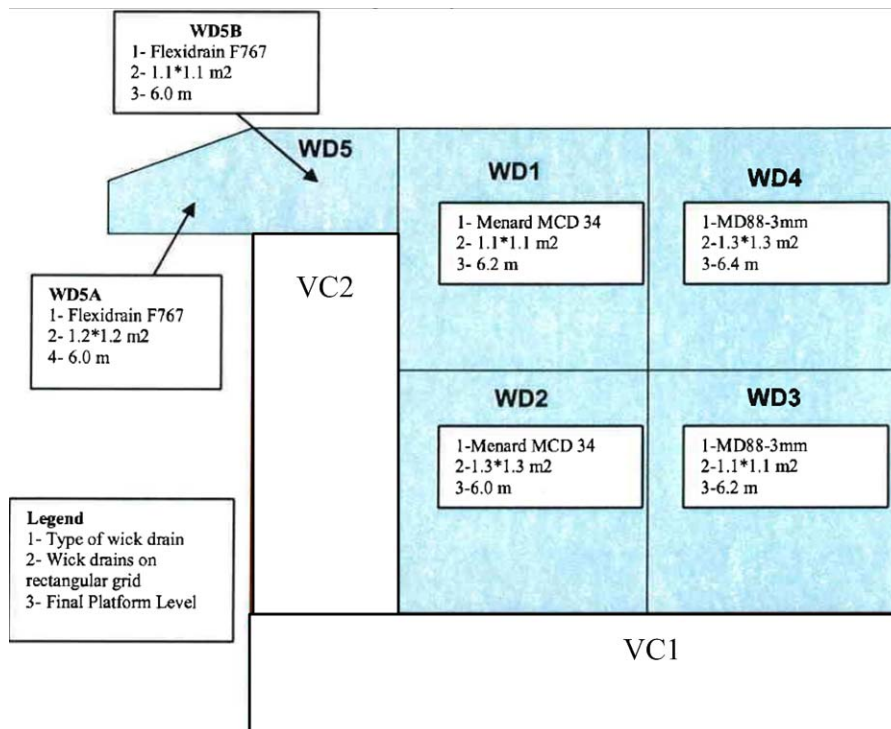 WD5B
1- Flexidrain F767
2- 1.1*1.1 m2
3- 6.0 m
WD5
WD1
WD4
1- Menard MCD 34
2- 1.1*1.1 m2
3- 6.2 m
1-MD88-3mm
2-1.3*1.3 m2
3-6.4 m
VC2
WD5A
1- Flexidrain F767
2- 1.2*1.2 m2
4- 6.0 m
WD2
WD3
1-Menard MCD 34
2-1.3*1.3 m2
3-6.0 m
1-MD88-3mm
2-1.1*1.1 m2
3-6.2 m
Legend
1- Type of wick drain
2- Wick drains on
rectangular grid
3- Final Platform Level
VC1